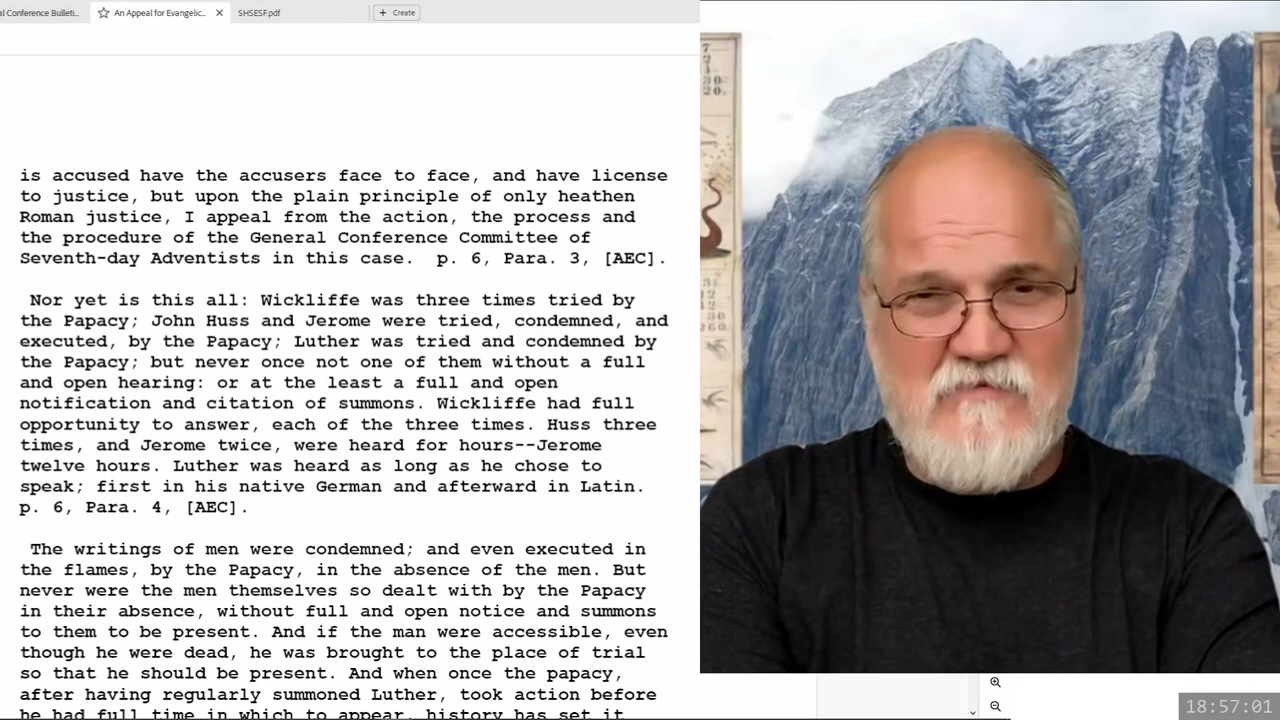 al Conference Bulleti..
An Appeal for Evangelic..
SHSESF.pdf
Create
is accused have the accusers face to face, and have license
to justice, but upon the plain principle of only heathen
Roman justice, I appeal from the action, the process and
the procedure of the General Conference Committee of
Seventh-day Adventists in this case.  p. 6, Para. 3, [AEC].
Nor yet is this all: Wickliffe was three times tried by
the Papacy; John Huss and Jerome were tried, condemned, and
executed, by the Papacy; Luther was tried and condemned by
the Papacy; but never once not one of them without a full
and open hearing: or at the least a full and open
notification and citation of summons. Wickliffe had full
opportunity to answer, each of the three times. Huss three
times, and Jerome twice, were heard for hours--Jerome
twelve hours. Luther was heard as long as he chose to
speak; first in his native German and afterward in Latin.
p. 6, Para. 4, [AEC].
The writings of men were condemned; and even executed in
the flames, by the Papacy, in the absence of the men. But
never were the men themselves so dealt with by the Papacy
in their absence, without full and open notice and summons
to them to be present. And if the man were accessible, even
though he were dead, he was brought to the place of trial
so that he should be present. And when once the papacy,
after having regularly summoned Luther, took action before
he had full time in which to appear, history has set it
18:57:01